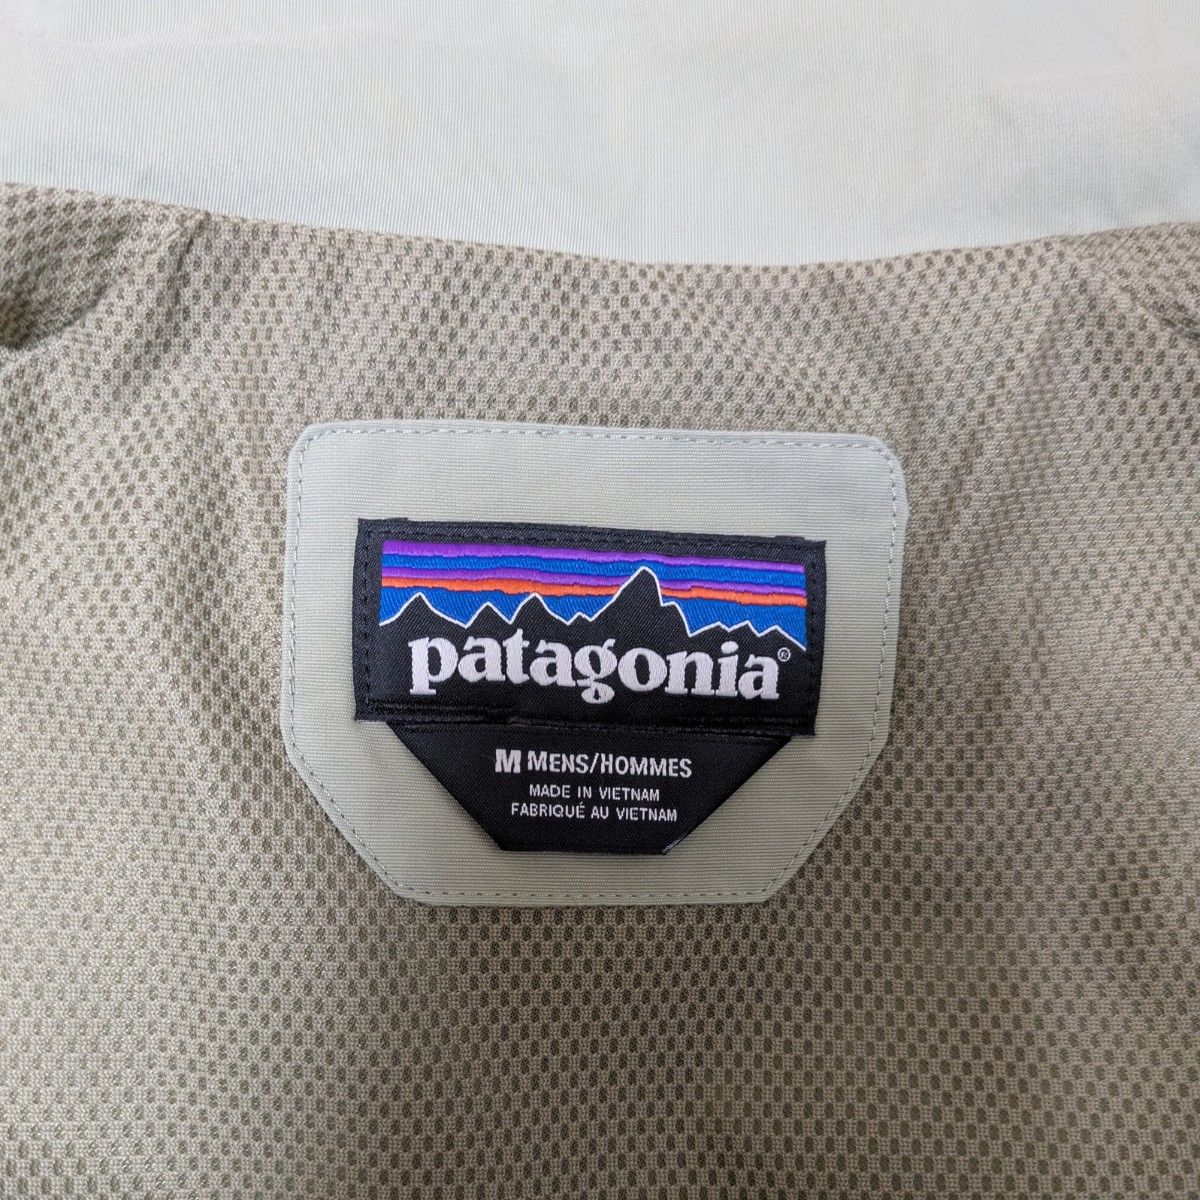 patagonia®
M MENS/HOMMES
MADE IN VIETNAM
FABRIQUÉ AU VIETNAM